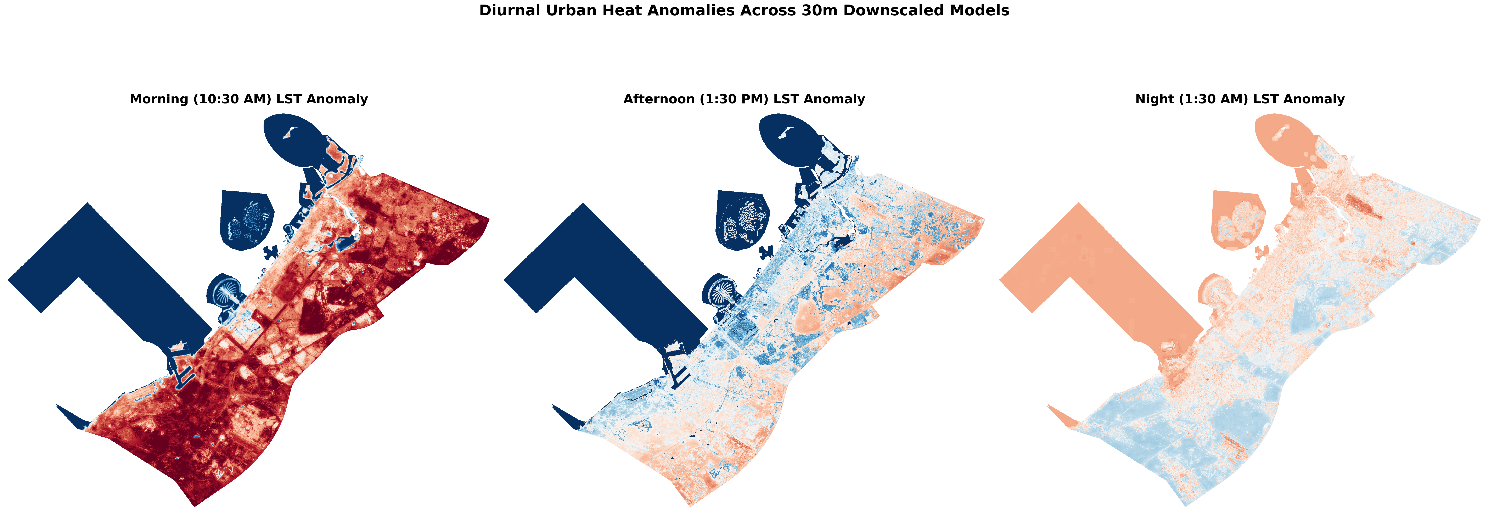 Diurnal Urban Heat Anomalies Across 30m Downscaled Models
Morning (10:30 AM) LST Anomaly
Afternoon (1:30 PM) LST Anomaly
Night (1:30 AM) LST Anomaly